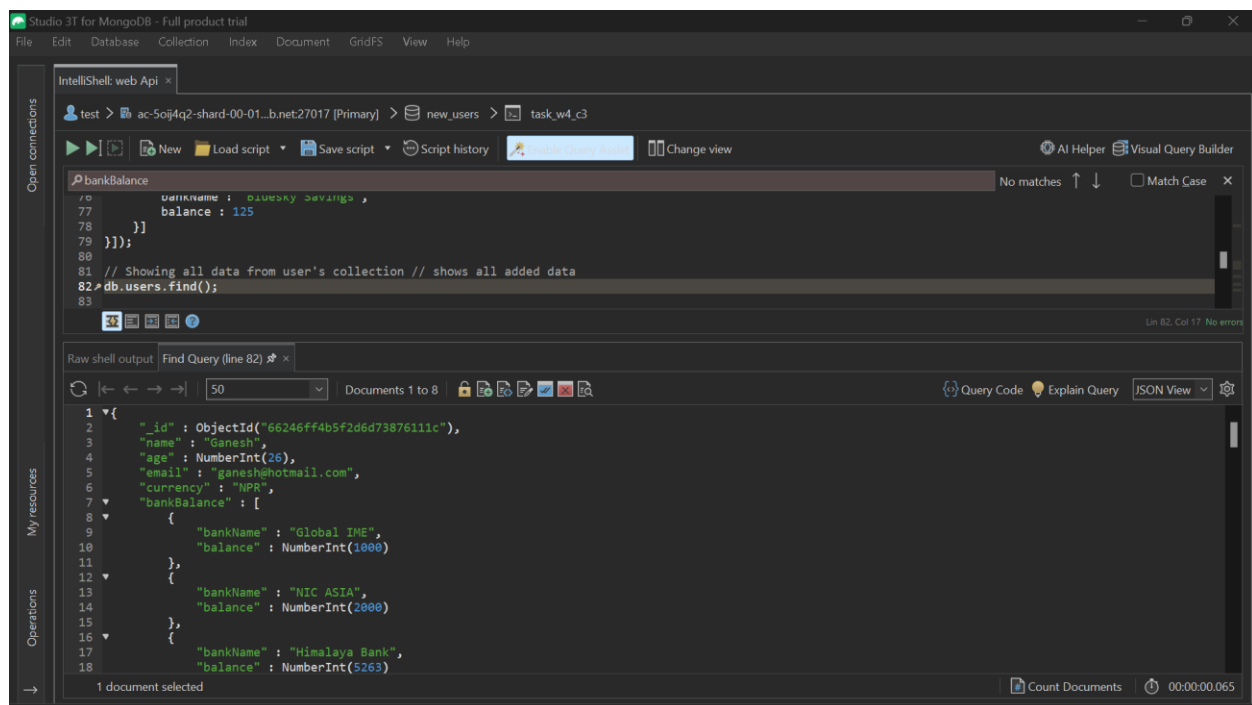 Studio 3T for MongoDB - Full product trial
File Edit Database Collection Index Document GridFS View Help
IntelliShell: web Api ×
test > ac-5oij4q2-shard-00-01...b.net:27017 [Primary] > new_users > task_w4_c3
New Load script Save script Script history Enable Query Assist Change view AI Helper Visual Query Builder
bankBalance No matches ↑ ↓ Match Case ×
76 bankName : "Bluesky Savings",
77 balance : 125
78 }]
79 }]);
80
81 // Showing all data from user's collection // shows all added data
82 db.users.find();
83
Lin 82, Col 17 No errors
Raw shell output Find Query (line 82) ×
50 Documents 1 to 8 Query Code Explain Query JSON View
1 {
2 "_id" : ObjectId("66246ff4b5f2d6d73876111c"),
3 "name" : "Ganesh",
4 "age" : NumberInt(26),
5 "email" : "ganesh@hotmail.com",
6 "currency" : "NPR",
7 "bankBalance" : [
8 {
9 "bankName" : "Global IME",
10 "balance" : NumberInt(1000)
11 },
12 {
13 "bankName" : "NIC ASIA",
14 "balance" : NumberInt(2000)
15 },
16 {
17 "bankName" : "Himalaya Bank",
18 "balance" : NumberInt(5263)
1 document selected Count Documents 00:00:00.065
Open connections
My resources
Operations